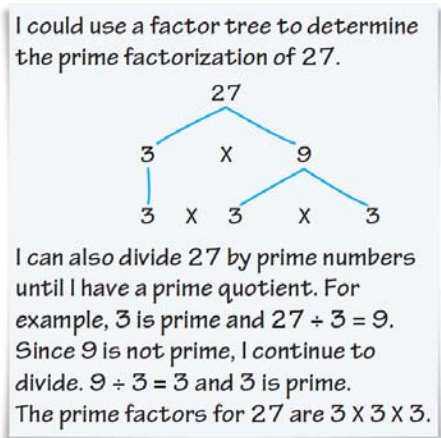 I could use a factor tree to determine
the prime factorization of 27.
27
3 X 9
3 X 3 X 3
I can also divide 27 by prime numbers
until I have a prime quotient. For
example, 3 is prime and 27 ÷ 3 = 9.
Since 9 is not prime, I continue to
divide. 9 ÷ 3 = 3 and 3 is prime.
The prime factors for 27 are 3 X 3 X 3.